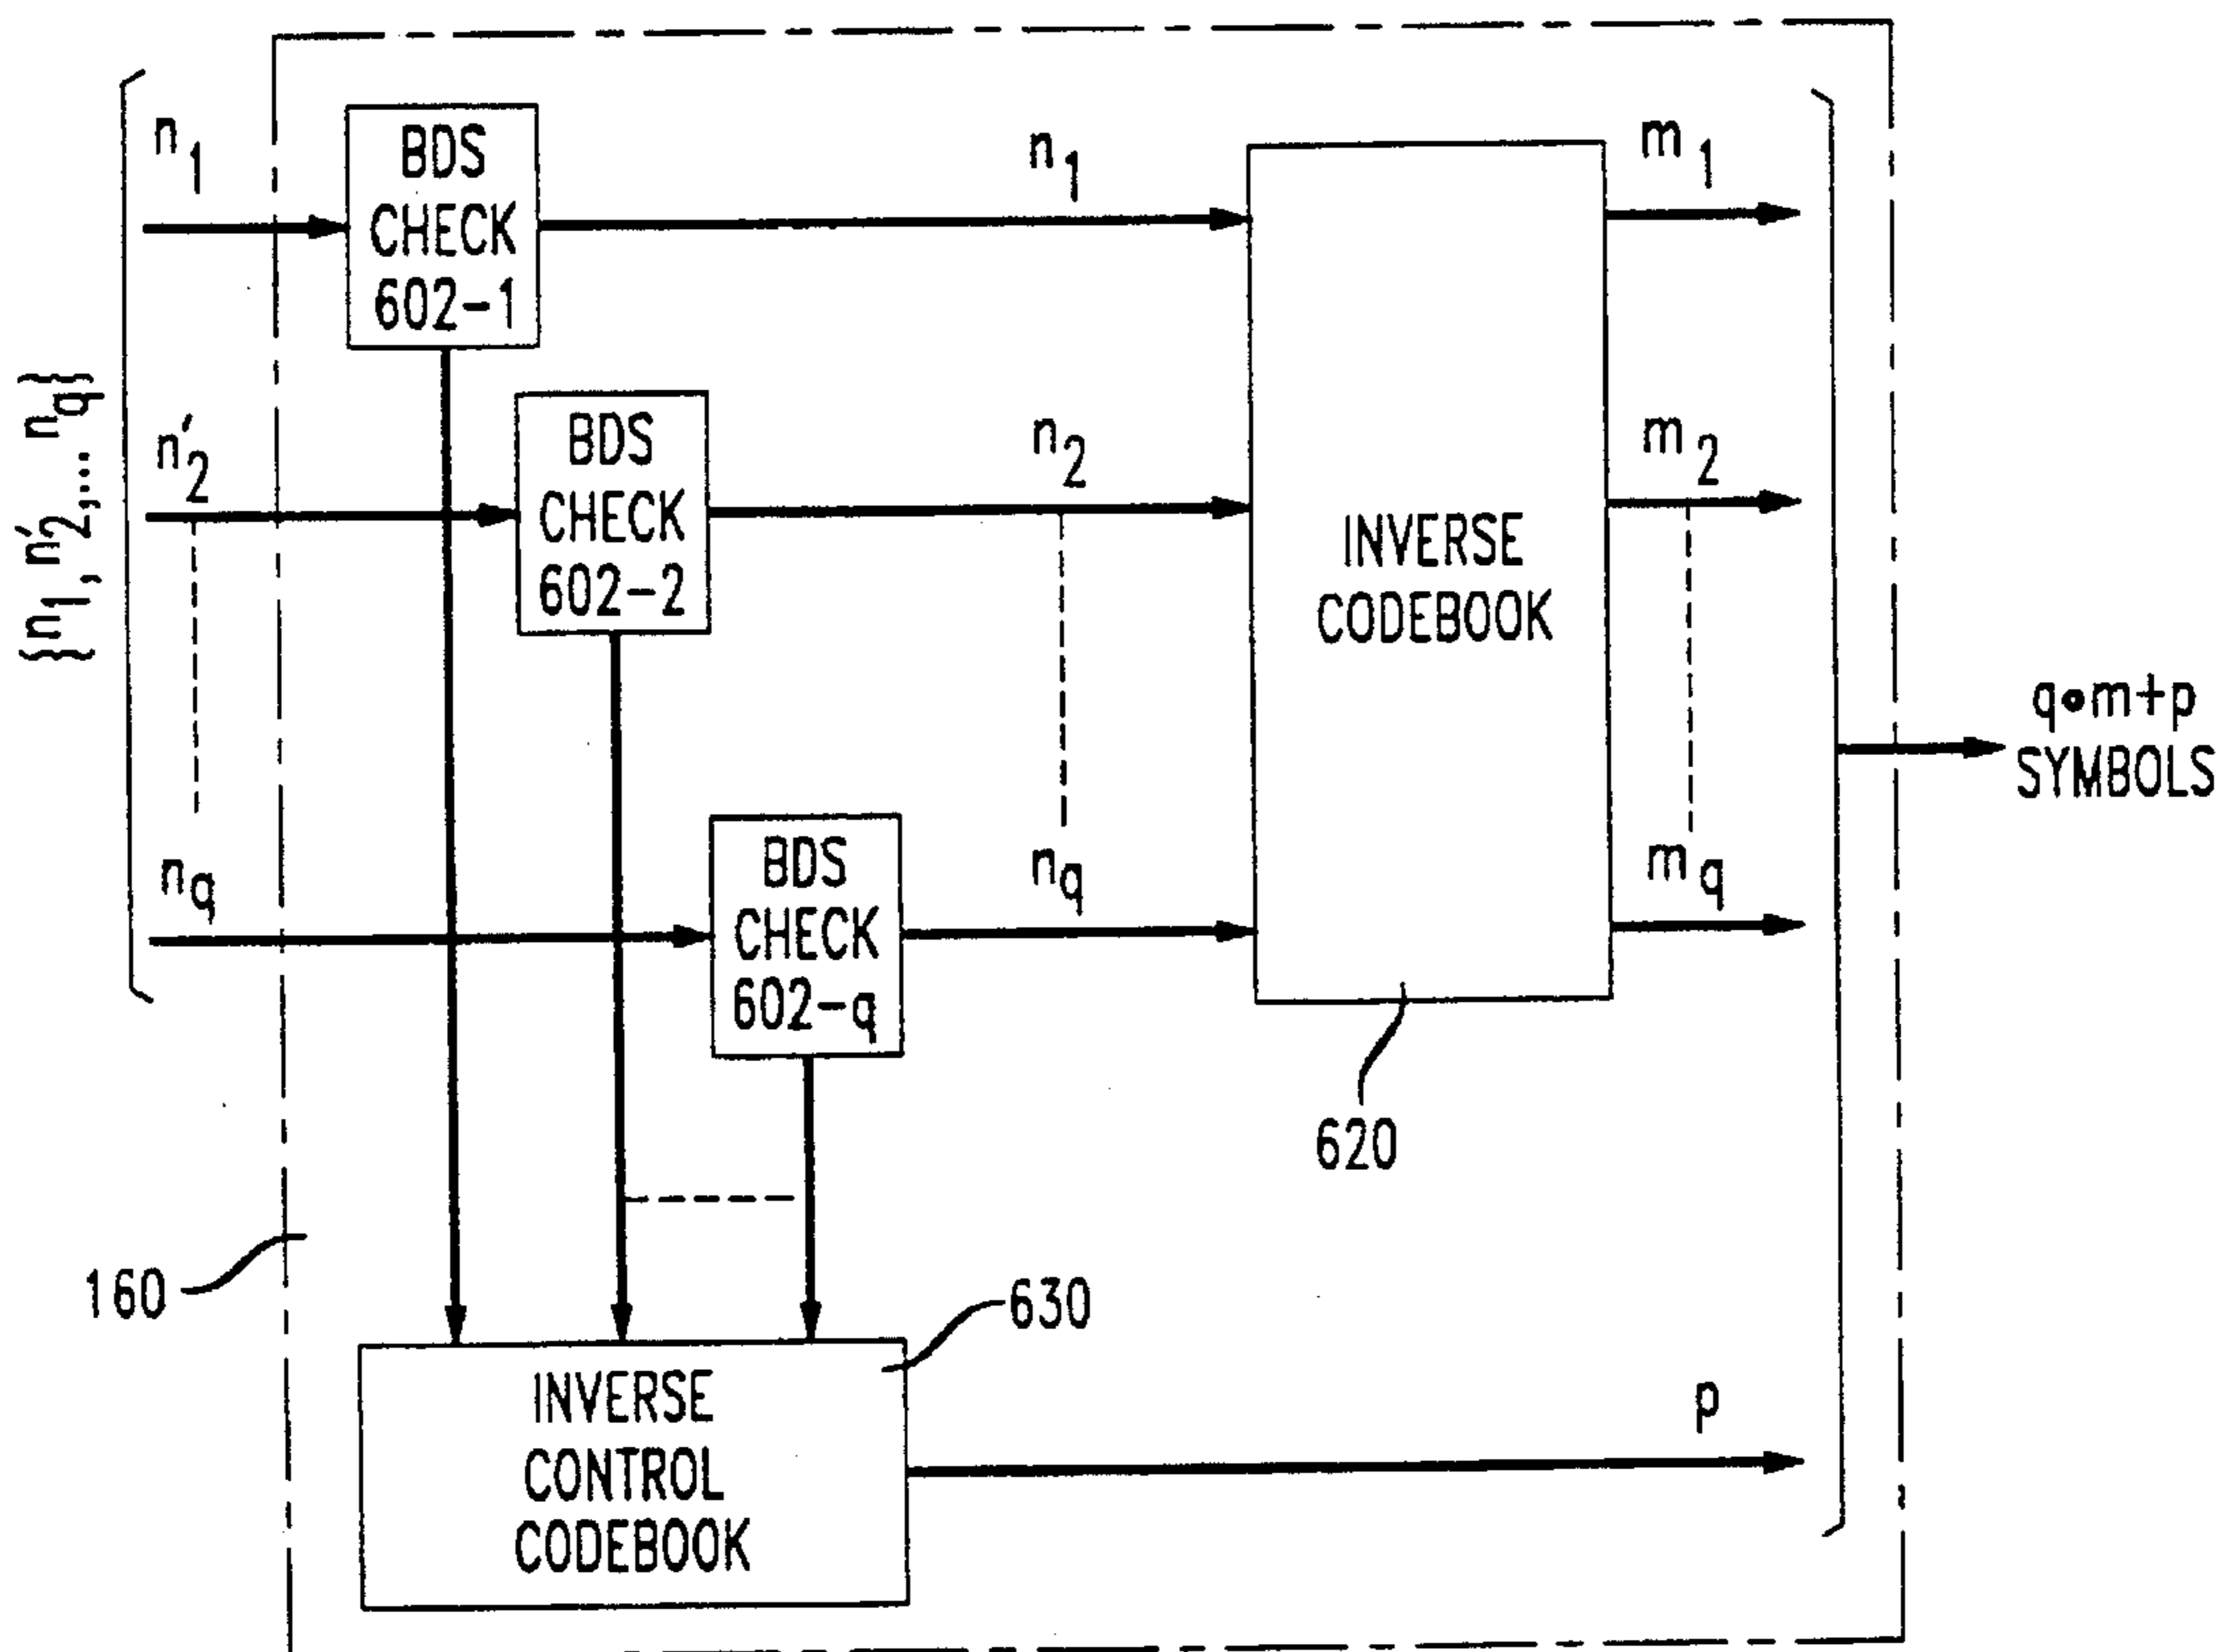 {n1, n'2,... nq}
n1
BDS
CHECK
602-1
n1
m1
n'2
BDS
CHECK
602-2
n2
m2
INVERSE
CODEBOOK
q•m+p
SYMBOLS
nq
BDS
CHECK
602-q
nq
mq
620
160
630
INVERSE
CONTROL
CODEBOOK
p